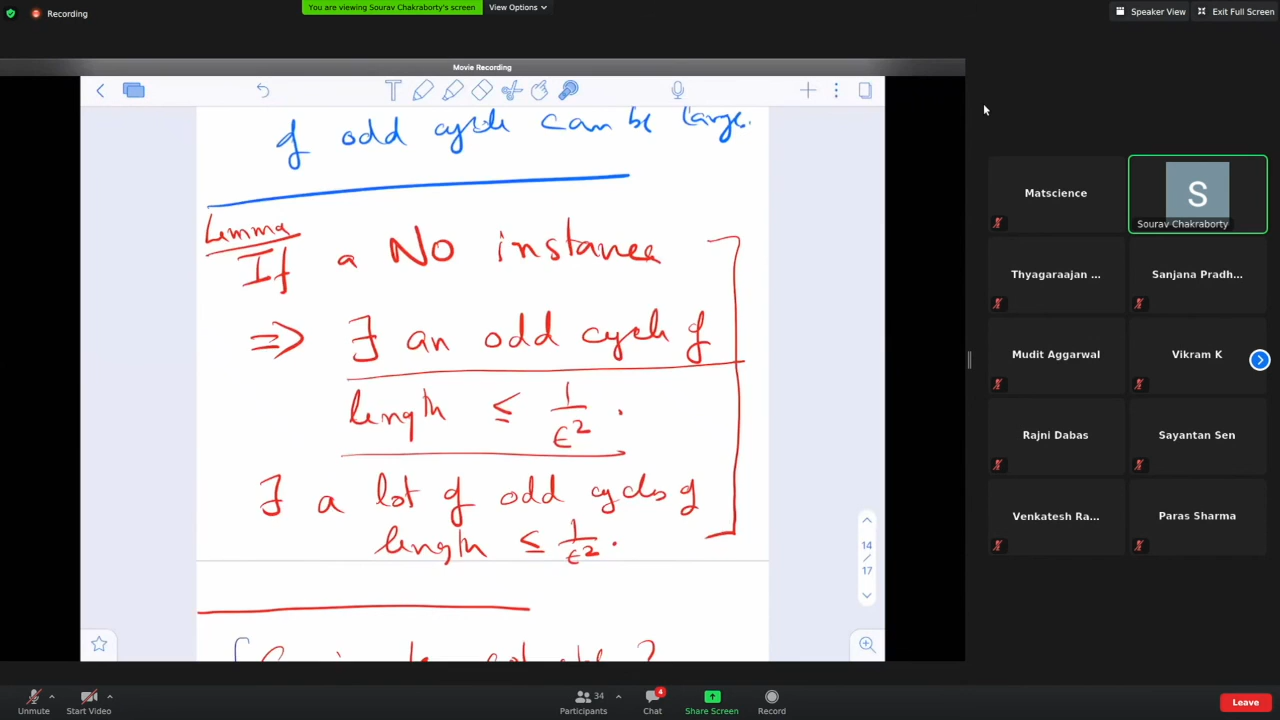 Recording
You are viewing Sourav Chakraborty's screen
View Options
Speaker View
Exit Full Screen
Movie Recording
of odd cycle can be large.
Lemma
If a No instance
⇒ ∃ an odd cycle of
length ≤ 1/ϵ².
∃ a lot of odd cycles of
length ≤ 1/ϵ².
14
/
17
Matscience
S
Sourav Chakraborty
Thyagaraajan ...
Sanjana Pradh...
Mudit Aggarwal
Vikram K
Rajni Dabas
Sayantan Sen
Venkatesh Ra...
Paras Sharma
Unmute
Start Video
34
Participants
4
Chat
Share Screen
Record
Leave